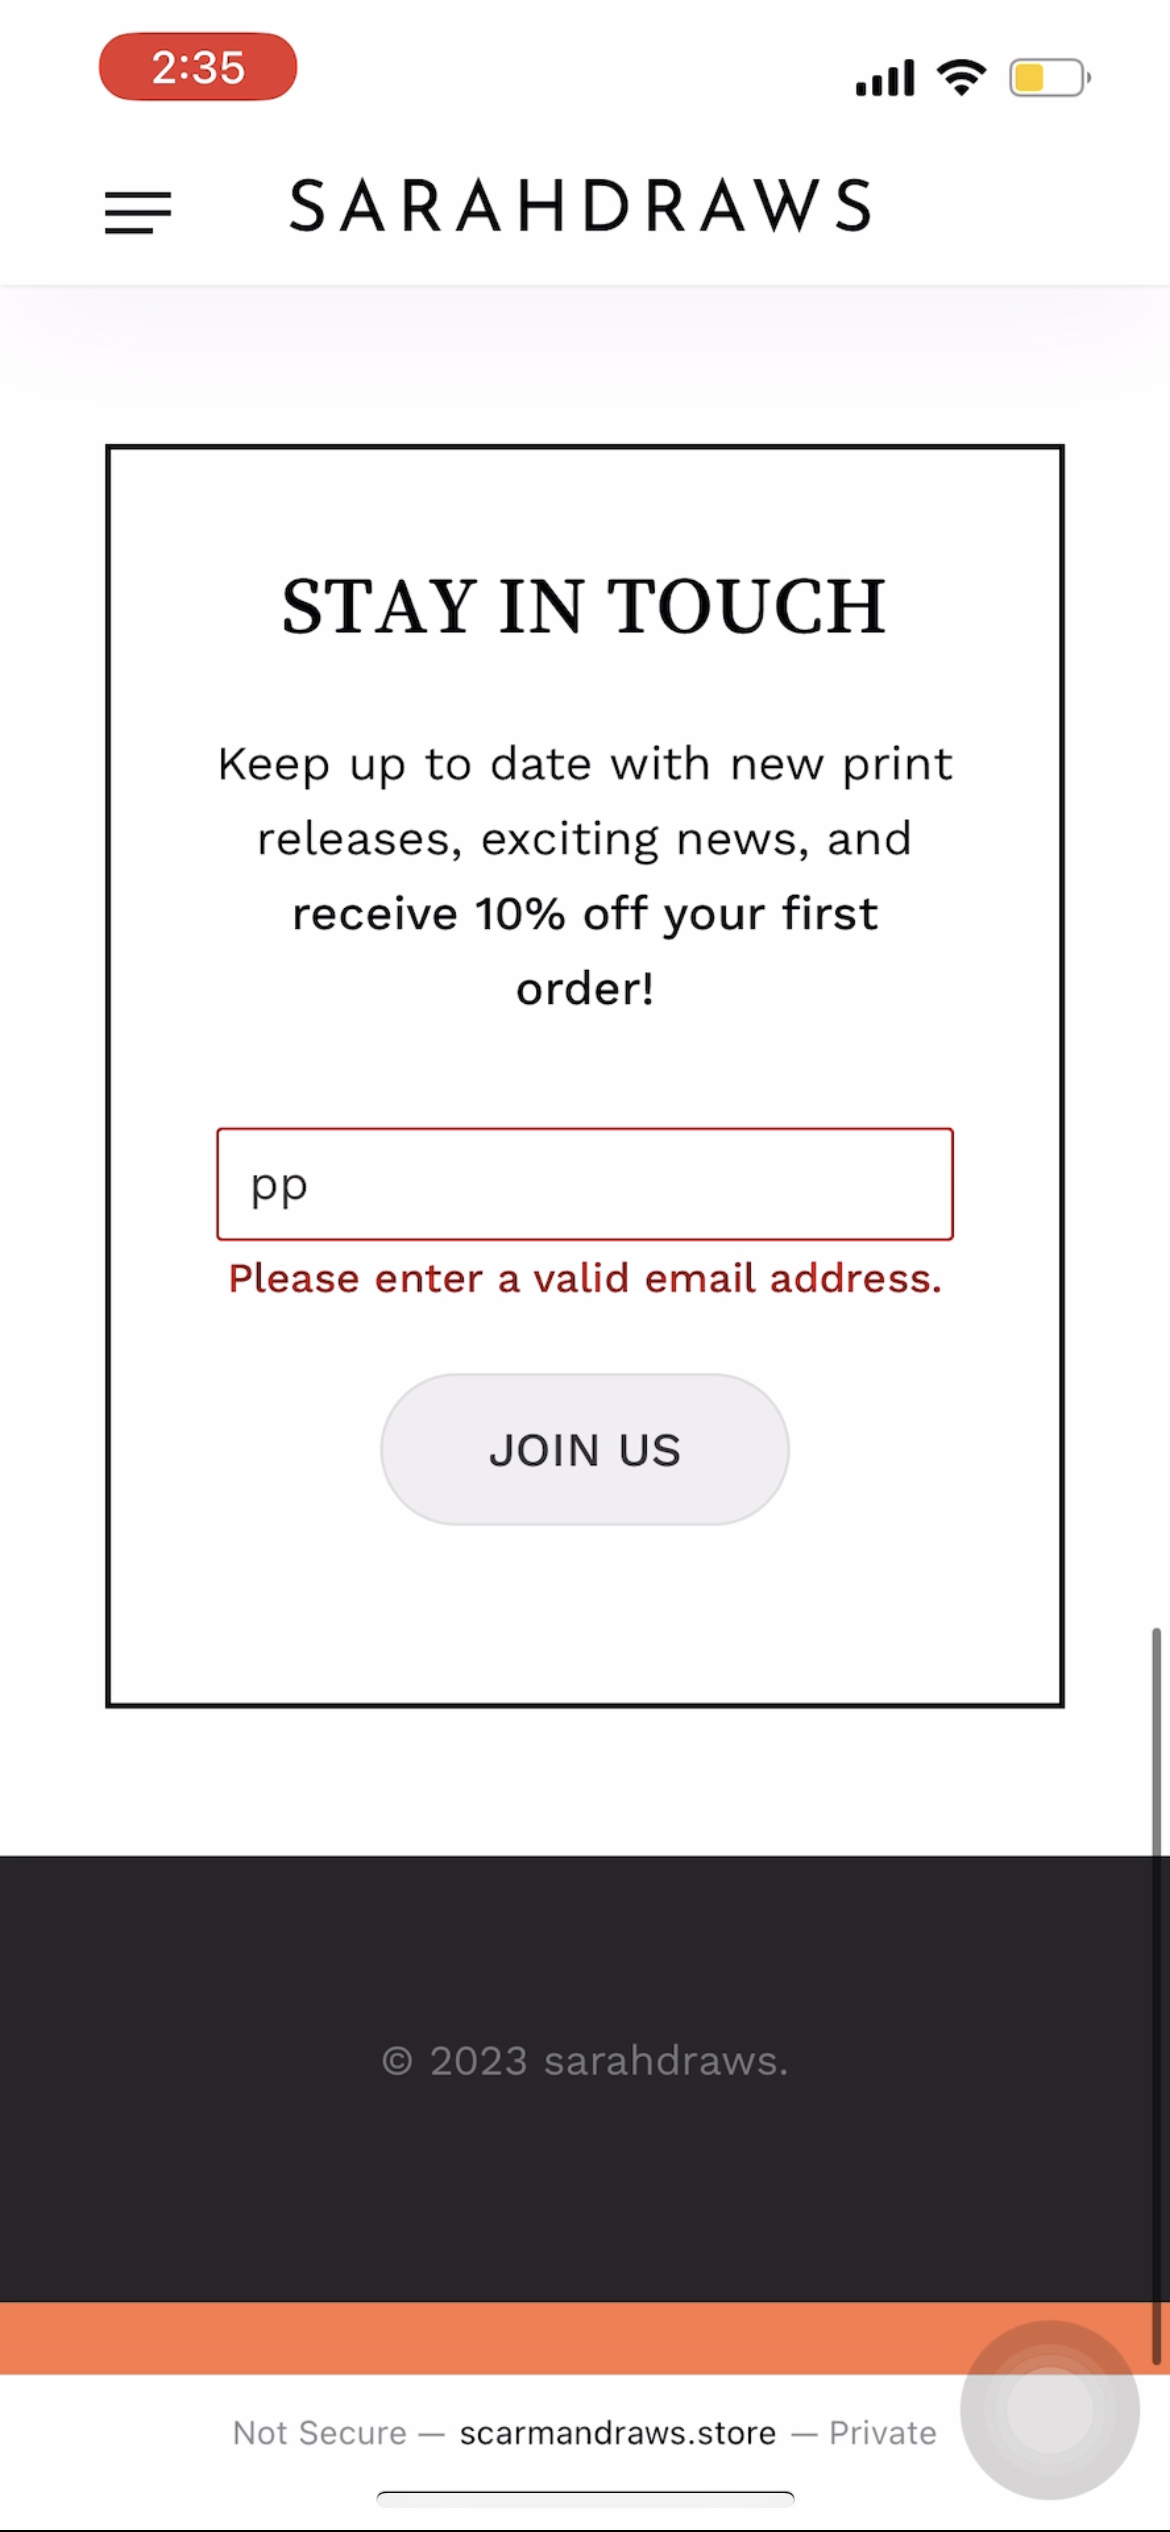 2:35
SARAHDRAWS
STAY IN TOUCH
Keep up to date with new print
releases, exciting news, and
receive 10% off your first
order!
pp
Please enter a valid email address.
JOIN US
© 2023 sarahdraws.
Not Secure — scarmandraws.store — Private